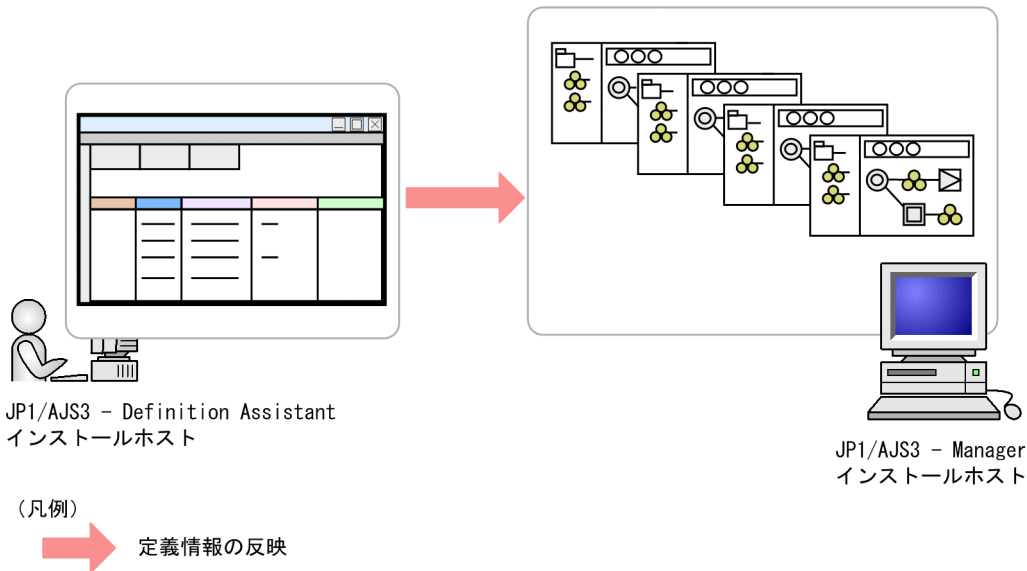 JP1/AJS3 - Definition Assistant
インストールホスト
JP1/AJS3 - Manager
インストールホスト
（凡例）
定義情報の反映